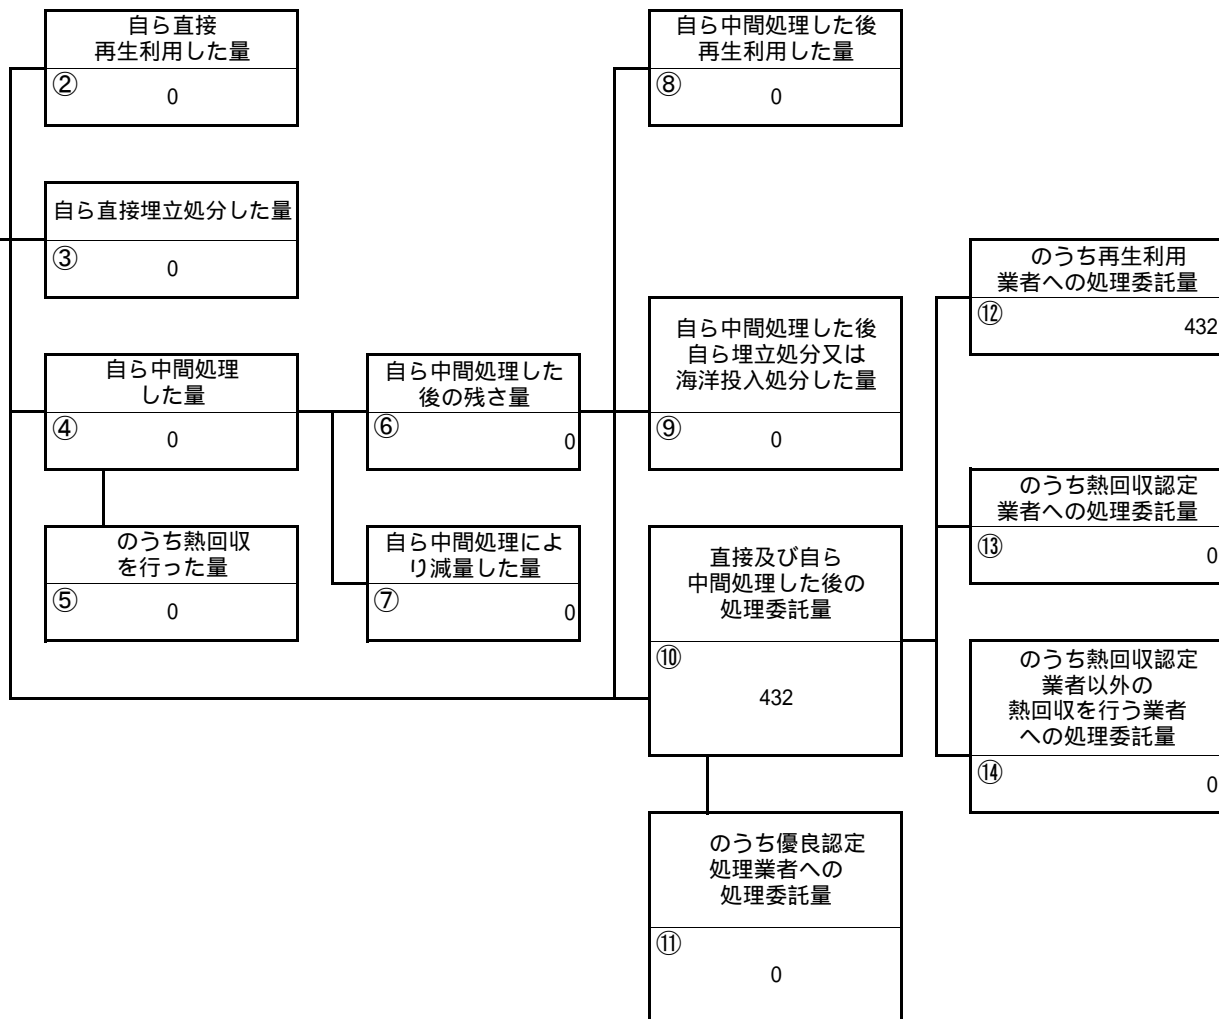 自ら直接
再生利用した量
②
0
自ら中間処理した後
再生利用した量
⑧
0
自ら直接埋立処分した量
③
0
のうち再生利用
業者への処理委託量
⑫
432
自ら中間処理した後
自ら埋立処分又は
海洋投入処分した量
⑨
0
自ら中間処理
した量
④
0
自ら中間処理した
後の残さ量
⑥
0
のうち熱回収認定
業者への処理委託量
⑬
0
のうち熱回収
を行った量
⑤
0
自ら中間処理によ
り減量した量
⑦
0
直接及び自ら
中間処理した後の
処理委託量
⑩
432
のうち熱回収認定
業者以外の
熱回収を行う業者
への処理委託量
⑭
0
のうち優良認定
処理業者への
処理委託量
⑪
0